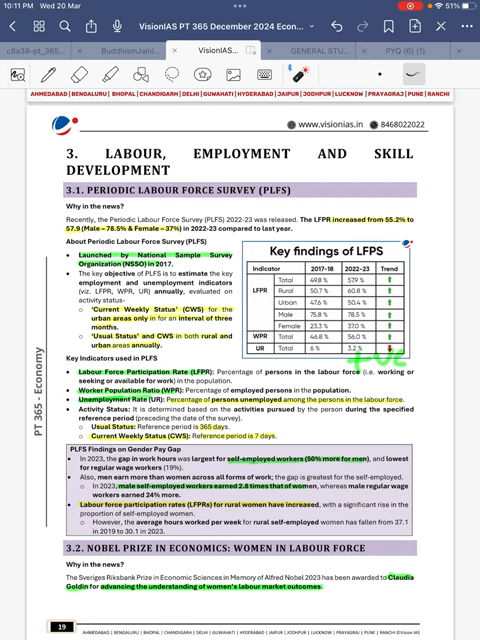 10:11 PM Wed 20 Mar
51%
VisionIAS PT 365 December 2024 Econ...
c8a38-pt_365...
BuddhismJaini...
VisionIAS...
GENERAL STU...
PYQ (6) (1)
AHMEDABAD | BENGALURU | BHOPAL | CHANDIGARH | DELHI | GUWAHATI | HYDERABAD | JAIPUR | JODHPUR | LUCKNOW | PRAYAGRAJ | PUNE | RANCHI
www.visionias.in 8468022022
3. LABOUR, EMPLOYMENT AND SKILL
DEVELOPMENT
3.1. PERIODIC LABOUR FORCE SURVEY (PLFS)
Why in the news?
Recently, the Periodic Labour Force Survey (PLFS) 2022-23 was released. The LFPR increased from 55.2% to
57.9 (Male – 78.5% & Female – 37%) in 2022-23 compared to last year.
About Periodic Labour Force Survey (PLFS)
• Launched by National Sample Survey
Organization (NSSO) in 2017.
• The key objective of PLFS is to estimate the key
employment and unemployment indicators
(viz. LFPR, WPR, UR) annually, evaluated on
activity status-
o 'Current Weekly Status' (CWS) for the
urban areas only in for an interval of three
months.
o 'Usual Status' and CWS in both rural and
urban areas annually.
Key findings of LFPS
Indicator 2017-18 2022-23 Trend
LFPR Total 49.8 % 57.9 %
Rural 50.7 % 60.8 %
Urban 47.6 % 50.4 %
Male 75.8 % 78.5 %
Female 23.3 % 37.0 %
WPR Total 46.8 % 56.0 %
UR Total 6 % 3.2 %
+ve
Key Indicators used in PLFS
• Labour Force Participation Rate (LFPR): Percentage of persons in the labour force (i.e. working or
seeking or available for work) in the population.
• Worker Population Ratio (WPR): Percentage of employed persons in the population.
• Unemployment Rate (UR): Percentage of persons unemployed among the persons in the labour force.
• Activity Status: It is determined based on the activities pursued by the person during the specified
reference period (preceding the date of the survey).
o Usual Status: Reference period is 365 days.
o Current Weekly Status (CWS): Reference period is 7 days.
PLFS Findings on Gender Pay Gap
• In 2023, the gap in work hours was largest for self-employed workers (50% more for men), and lowest
for regular wage workers (19%).
• Also, men earn more than women across all forms of work; the gap is greatest for the self-employed.
o In 2023, male self-employed workers earned 2.8 times that of women, whereas male regular wage
workers earned 24% more.
• Labour force participation rates (LFPRs) for rural women have increased, with a significant rise in the
proportion of self-employed women.
o However, the average hours worked per week for rural self-employed women has fallen from 37.1
in 2019 to 30.1 in 2023.
3.2. NOBEL PRIZE IN ECONOMICS: WOMEN IN LABOUR FORCE
Why in the news?
The Sveriges Riksbank Prize in Economic Sciences in Memory of Alfred Nobel 2023 has been awarded to Claudia
Goldin for advancing the understanding of women's labour market outcomes.
PT 365 - Economy
19
AHMEDABAD | BENGALURU | BHOPAL | CHANDIGARH | DELHI | GUWAHATI | HYDERABAD | JAIPUR | JODHPUR | LUCKNOW | PRAYAGRAJ | PUNE | RANCHI